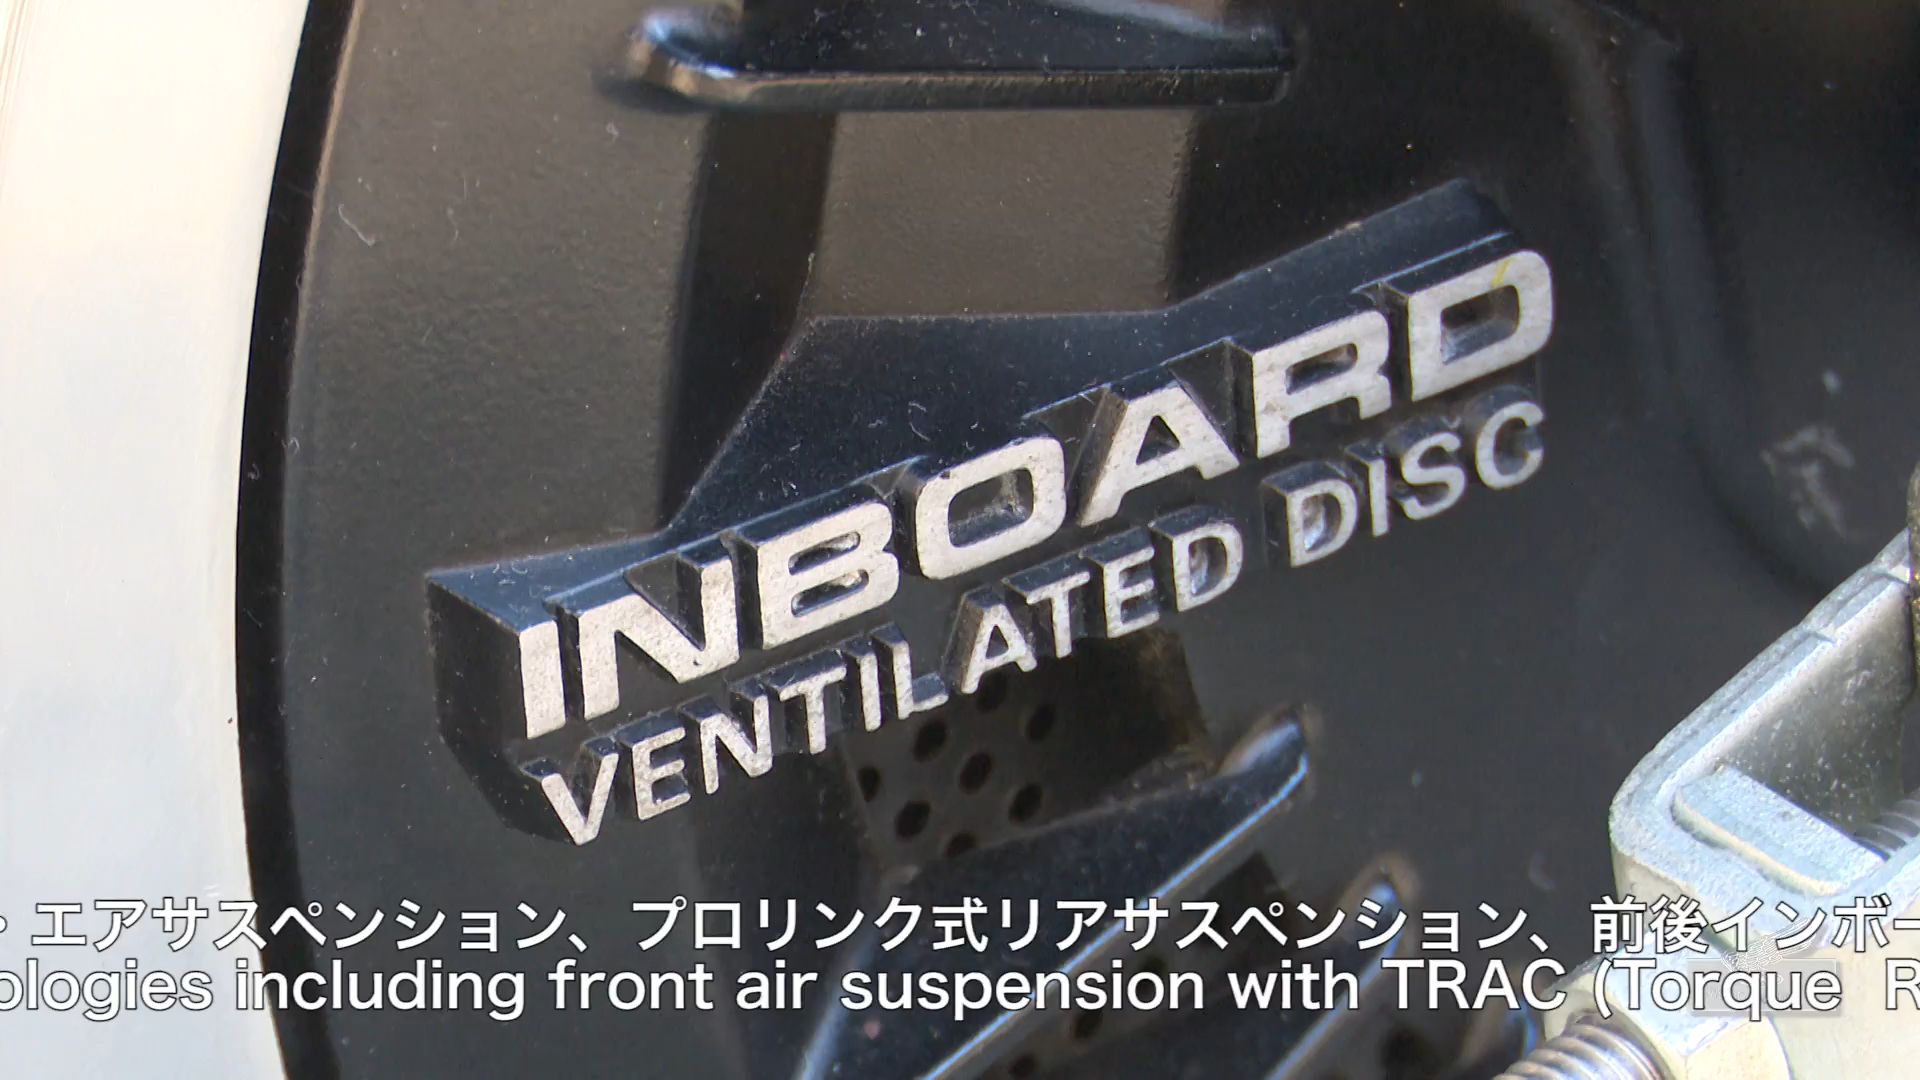 INBOARD
VENTILATED DISC
・エアサスペンション、プロリンク式リアサスペンション、前後インボー
ologies including front air suspension with TRAC (Torque R